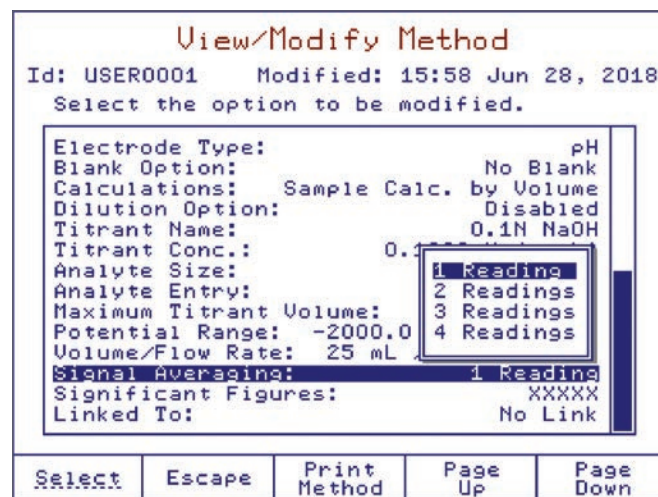 View/Modify Method
Id: USER0001 Modified: 15:58 Jun 28, 2018
Select the option to be modified.
Electrode Type: pH
Blank Option: No Blank
Calculations: Sample Calc. by Volume
Dilution Option: Disabled
Titrant Name: 0.1N NaOH
Titrant Conc.:
Analyte Size:
Analyte Entry:
Maximum Titrant Volume:
Potential Range: -2000.0
Volume/Flow Rate: 25 mL
Signal Averaging: 1 Reading
Significant Figures: XXXXX
Linked To: No Link
1 Reading
2 Readings
3 Readings
4 Readings
Select Escape Print Method Page Up Page Down